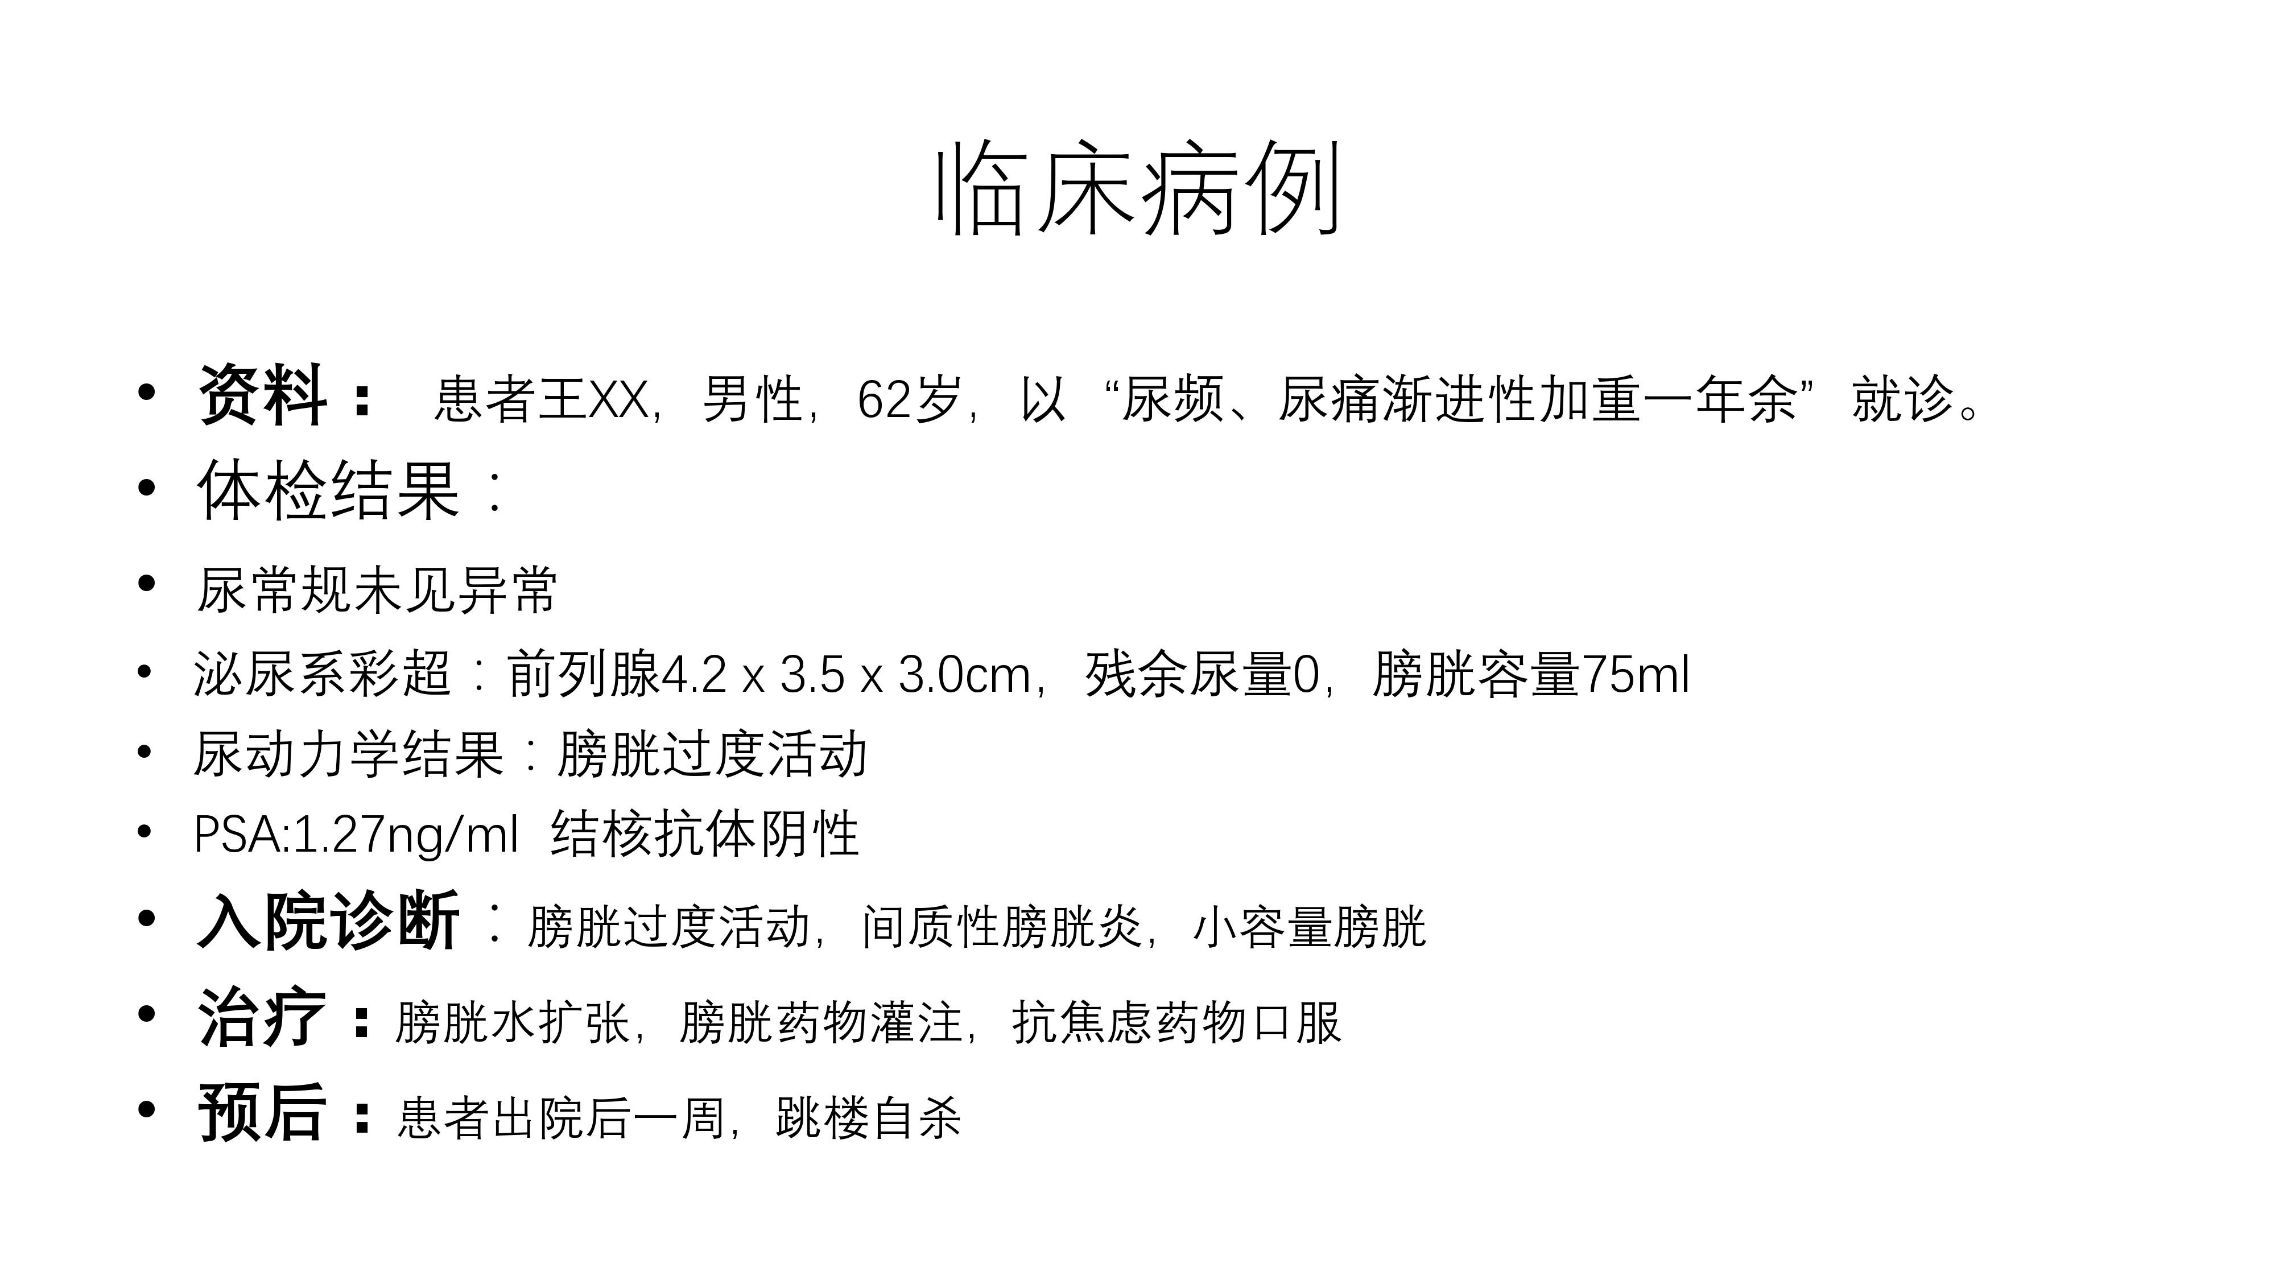 临床病例
• 资料： 患者王XX，男性，62岁，以“尿频、尿痛渐进性加重一年余”就诊。
• 体检结果：
• 尿常规未见异常
• 泌尿系彩超：前列腺4.2 x 3.5 x 3.0cm，残余尿量0，膀胱容量75ml
• 尿动力学结果：膀胱过度活动
• PSA:1.27ng/ml 结核抗体阴性
• 入院诊断：膀胱过度活动，间质性膀胱炎，小容量膀胱
• 治疗：膀胱水扩张，膀胱药物灌注，抗焦虑药物口服
• 预后：患者出院后一周，跳楼自杀